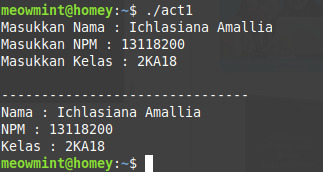 meowmint@homey:~$ ./act1
Masukkan Nama : Ichlasiana Amallia
Masukkan NPM : 13118200
Masukkan Kelas : 2KA18

-------------------------------
Nama : Ichlasiana Amallia
NPM : 13118200
Kelas : 2KA18
meowmint@homey:~$